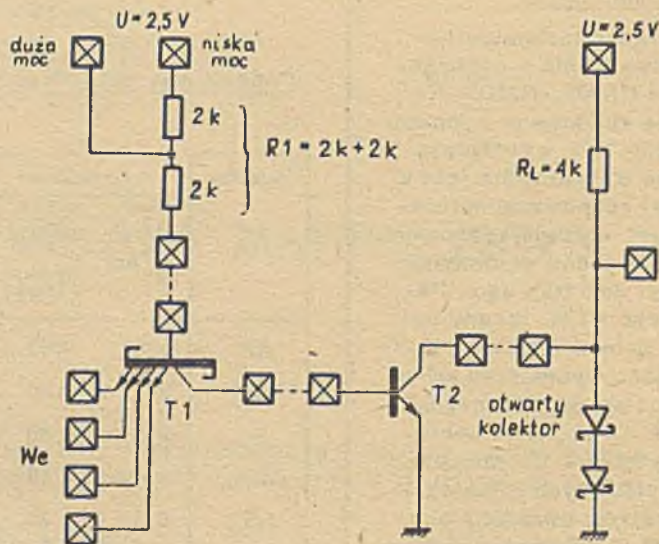 U = 2,5 V
duża
moc
niska
moc
2k
R1 = 2k + 2k
2k
U = 2,5 V
RL = 4k
T1
We
T2
otwarty
kolektor